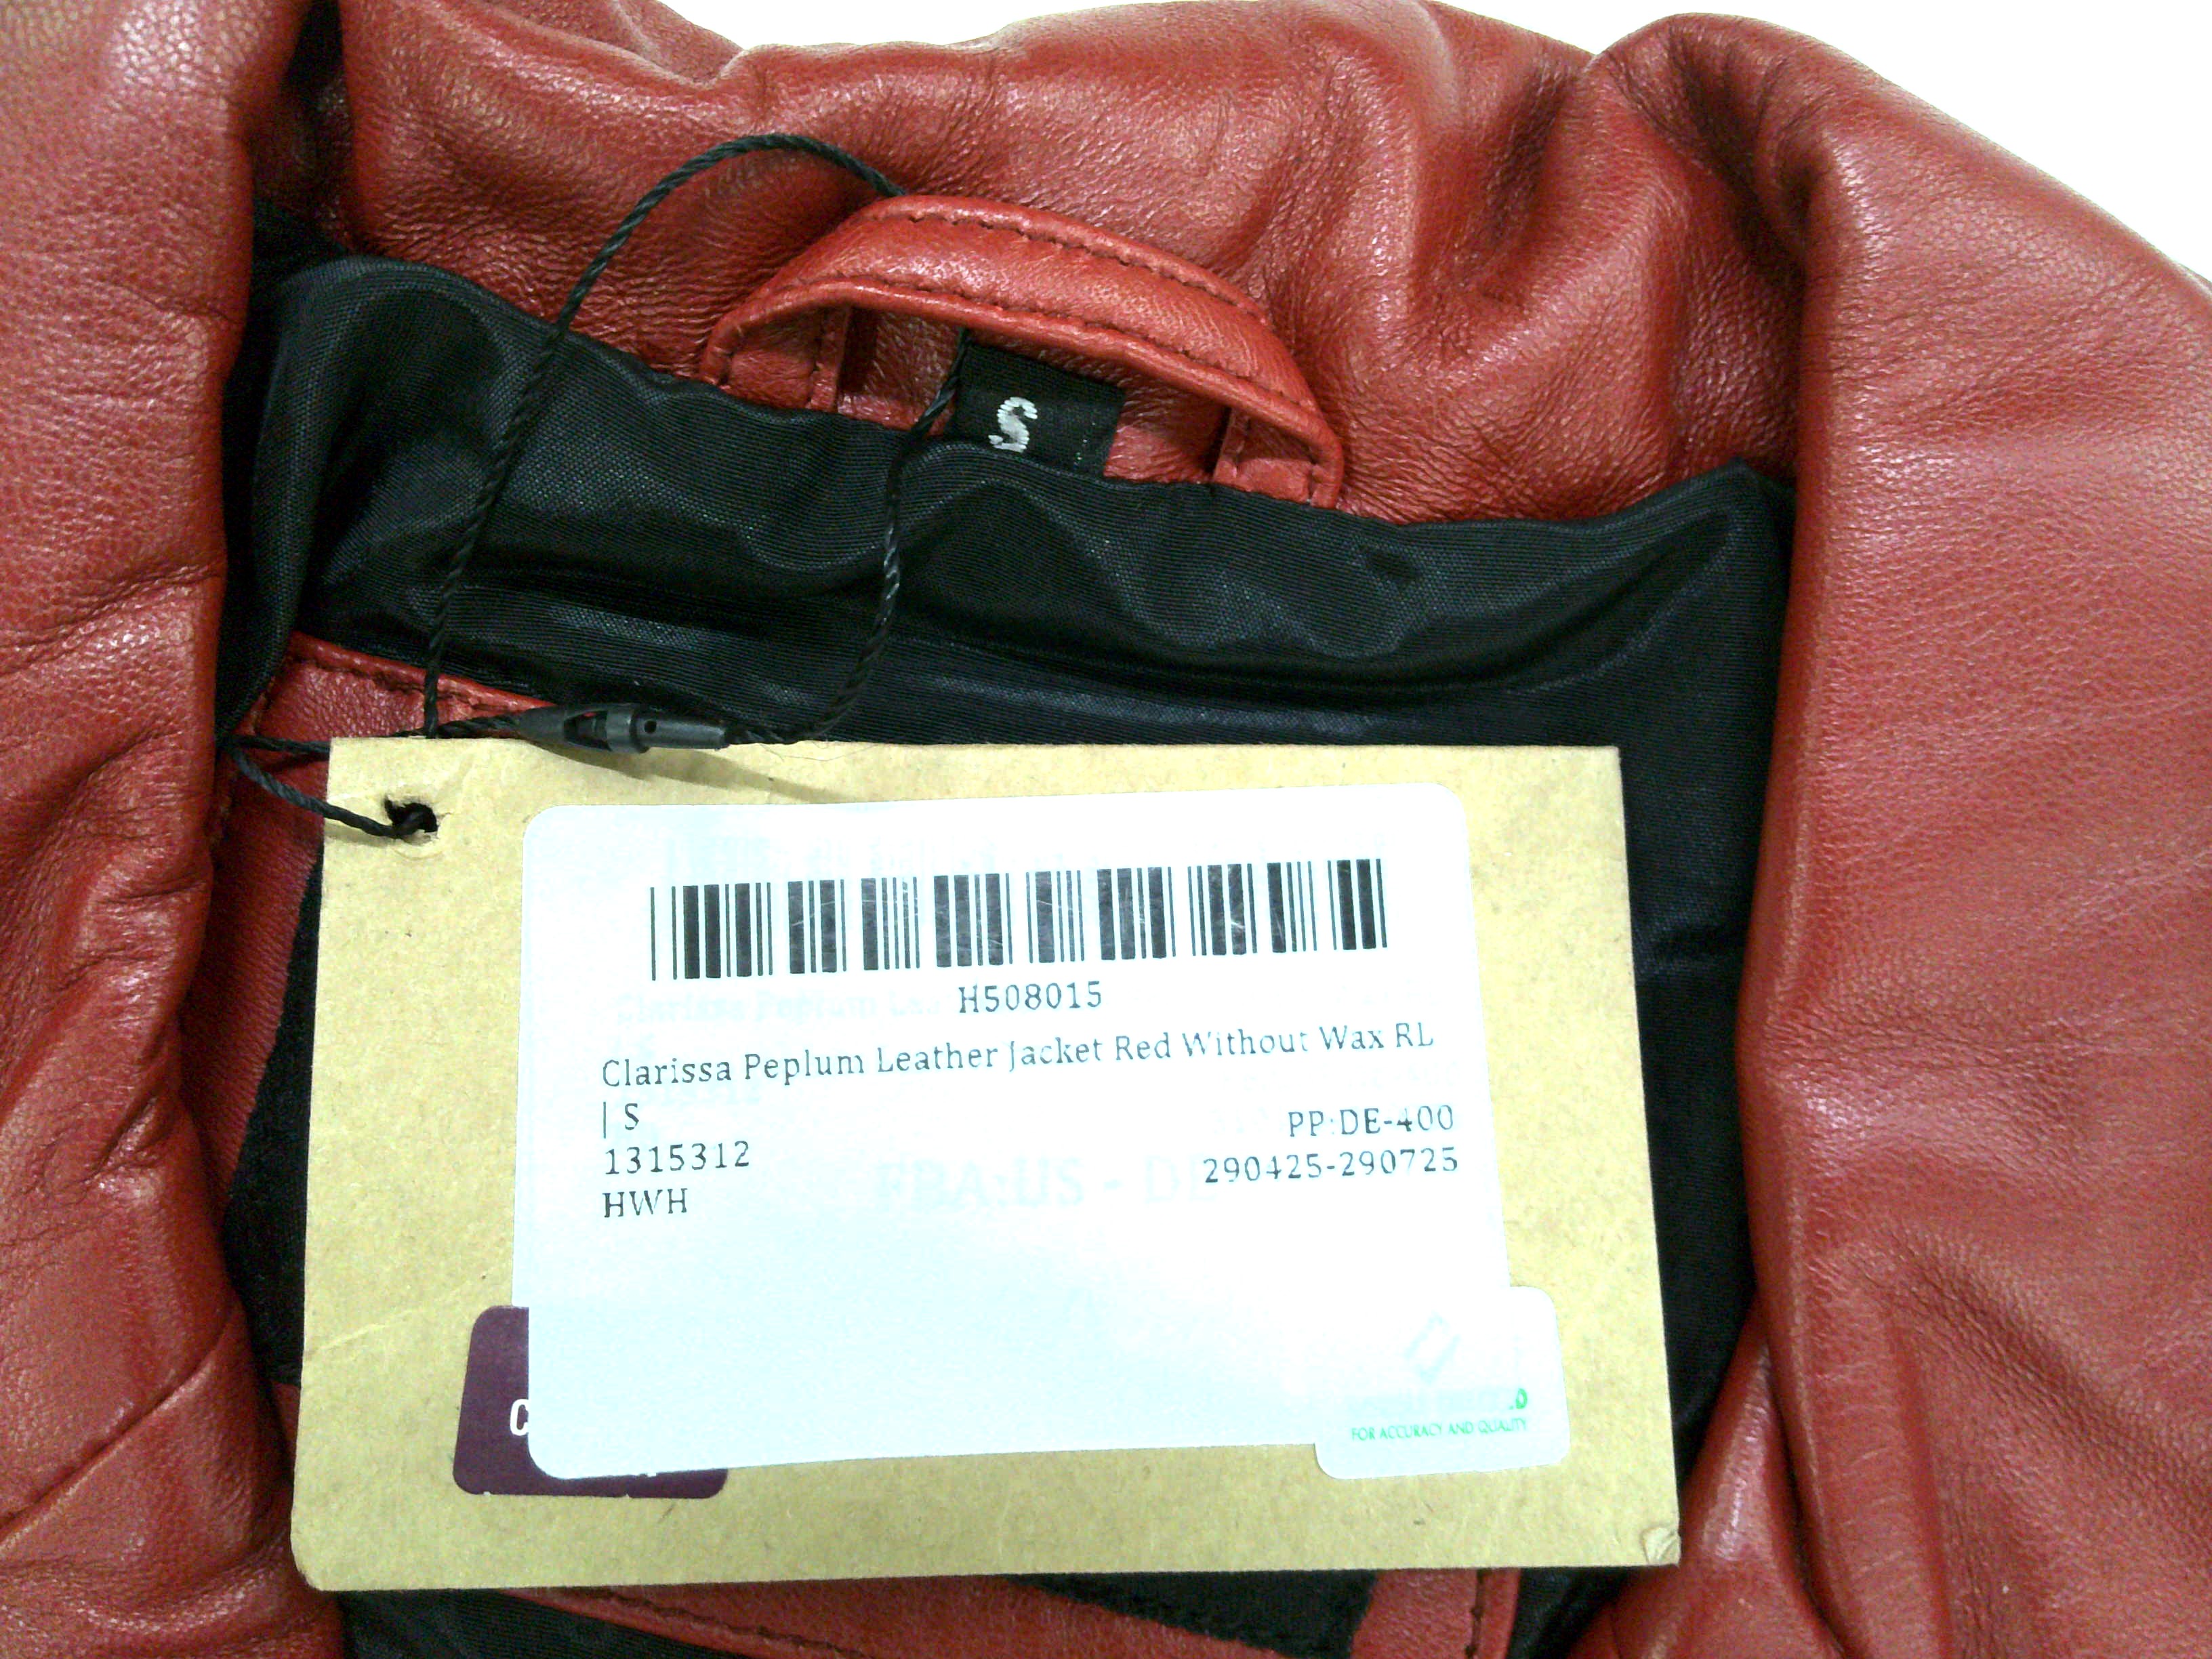 S
H508015
Clarissa Peplum Leather Jacket Red Without Wax RL
| S
PP:DE-400
1315312
290425-290725
HWH
FOR ACCURACY AND QUALITY